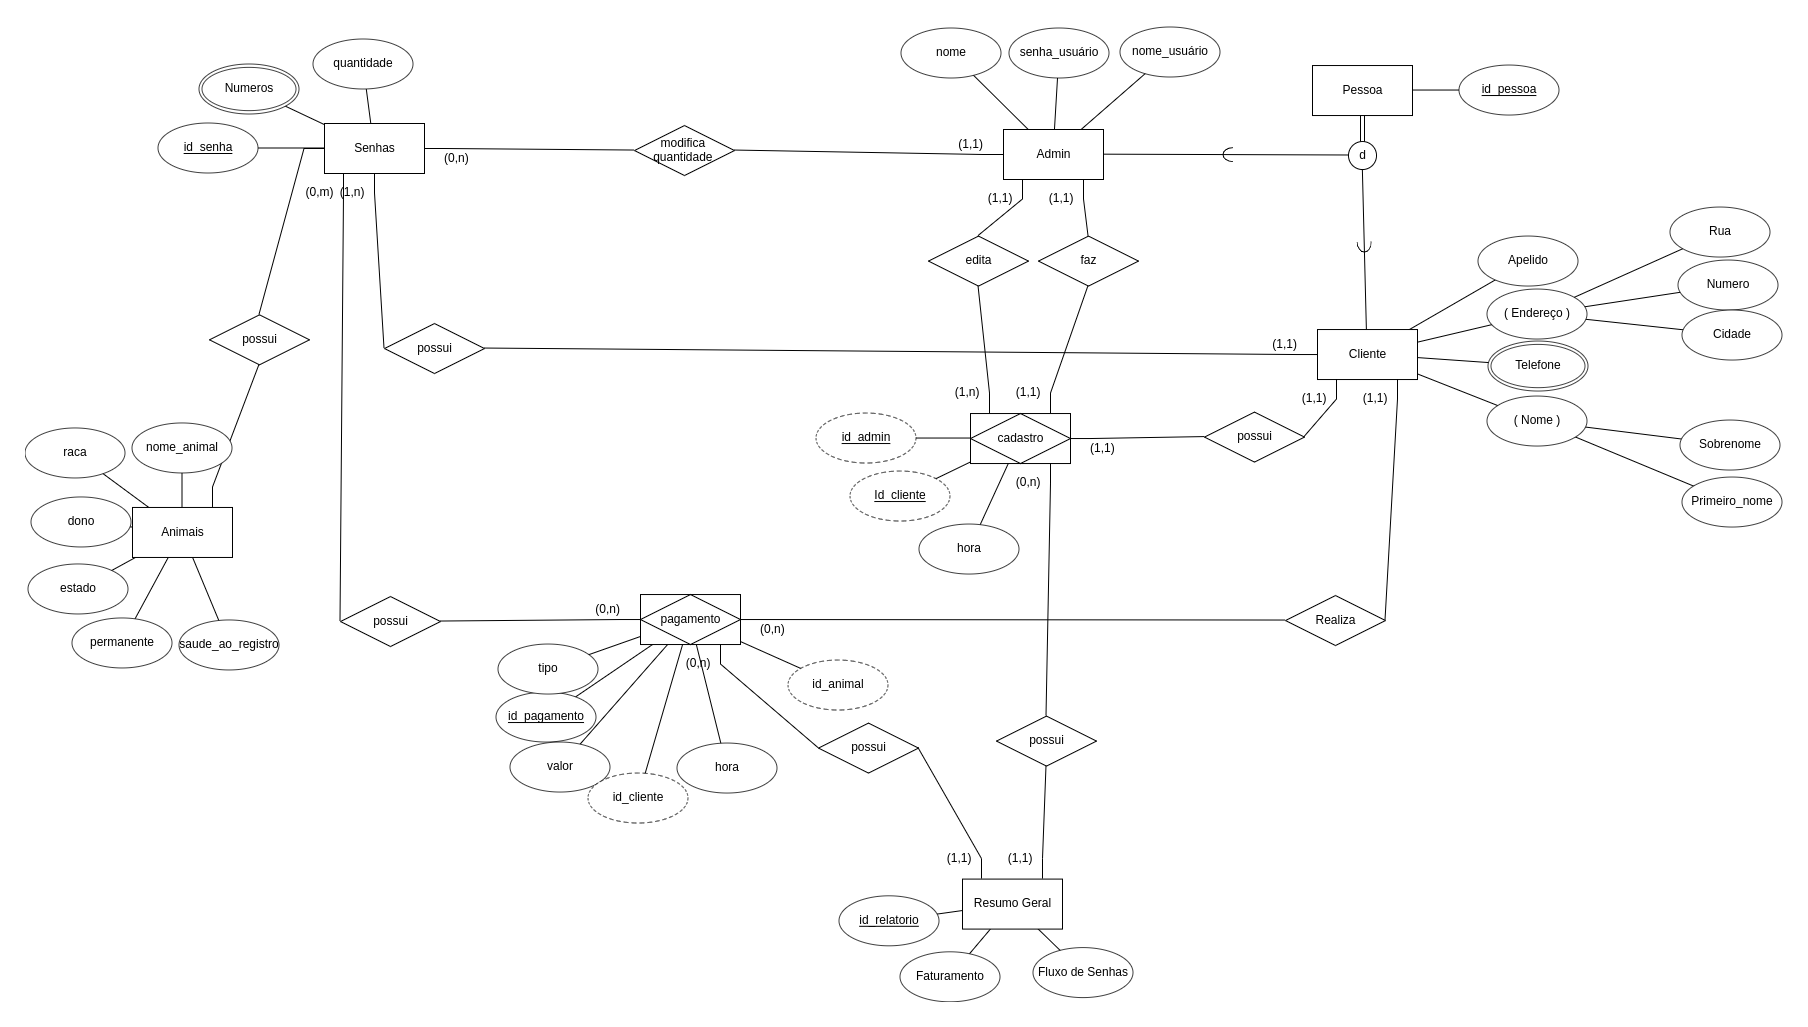 nome
senha_usuário
nome_usuário
quantidade
Numeros
Pessoa
id_pessoa
id_senha
Senhas
(0,n)
modifica
quantidade
(1,1)
Admin
d
(0,m)
(1,n)
(1,1)
(1,1)
edita
faz
Apelido
Rua
( Endereço )
Numero
Cidade
possui
possui
(1,1)
Cliente
Telefone
(1,n)
(1,1)
(1,1)
(1,1)
( Nome )
Sobrenome
Primeiro_nome
id_admin
cadastro
(1,1)
possui
raca
nome_animal
Id_cliente
(0,n)
dono
Animais
hora
estado
permanente
saude_ao_registro
possui
(0,n)
pagamento
(0,n)
Realiza
tipo
(0,n)
id_animal
id_pagamento
valor
id_cliente
hora
possui
possui
(1,1)
(1,1)
Resumo Geral
id_relatorio
Faturamento
Fluxo de Senhas